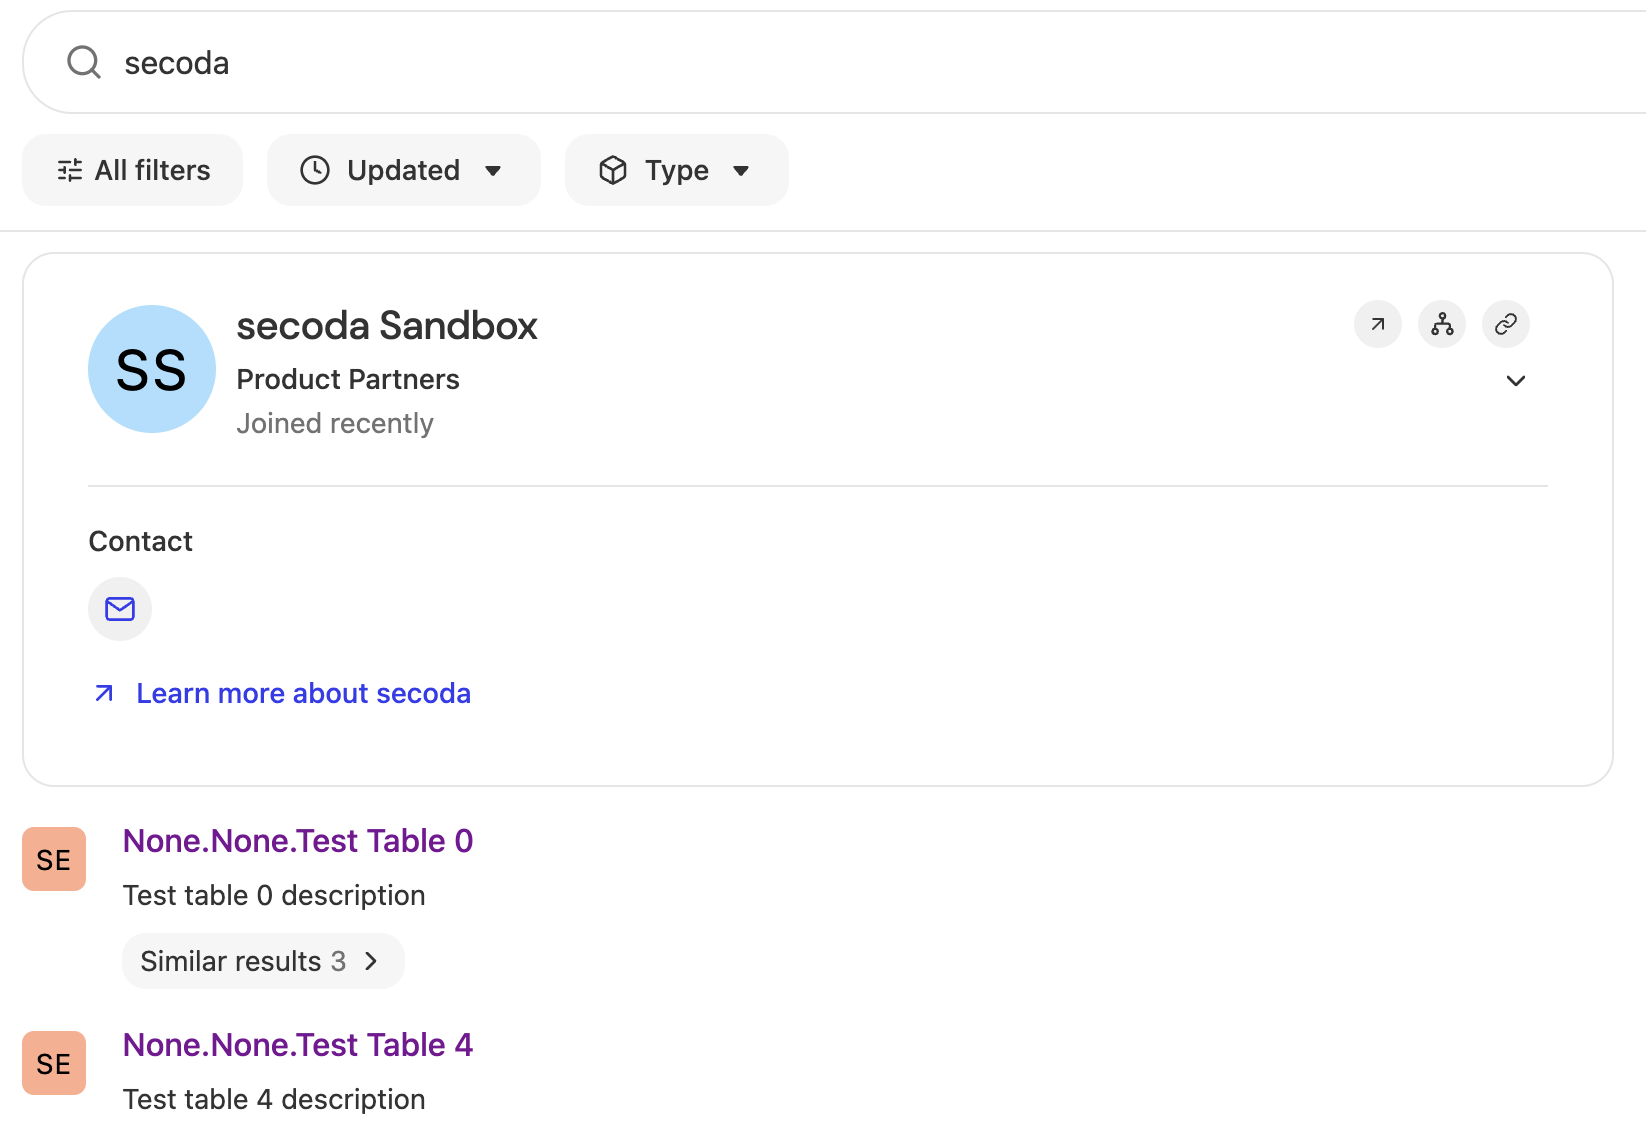 secoda
All filters
Updated
Type
SS
secoda Sandbox
Product Partners
Joined recently
Contact
Learn more about secoda
SE
None.None.Test Table 0
Test table 0 description
Similar results 3
SE
None.None.Test Table 4
Test table 4 description